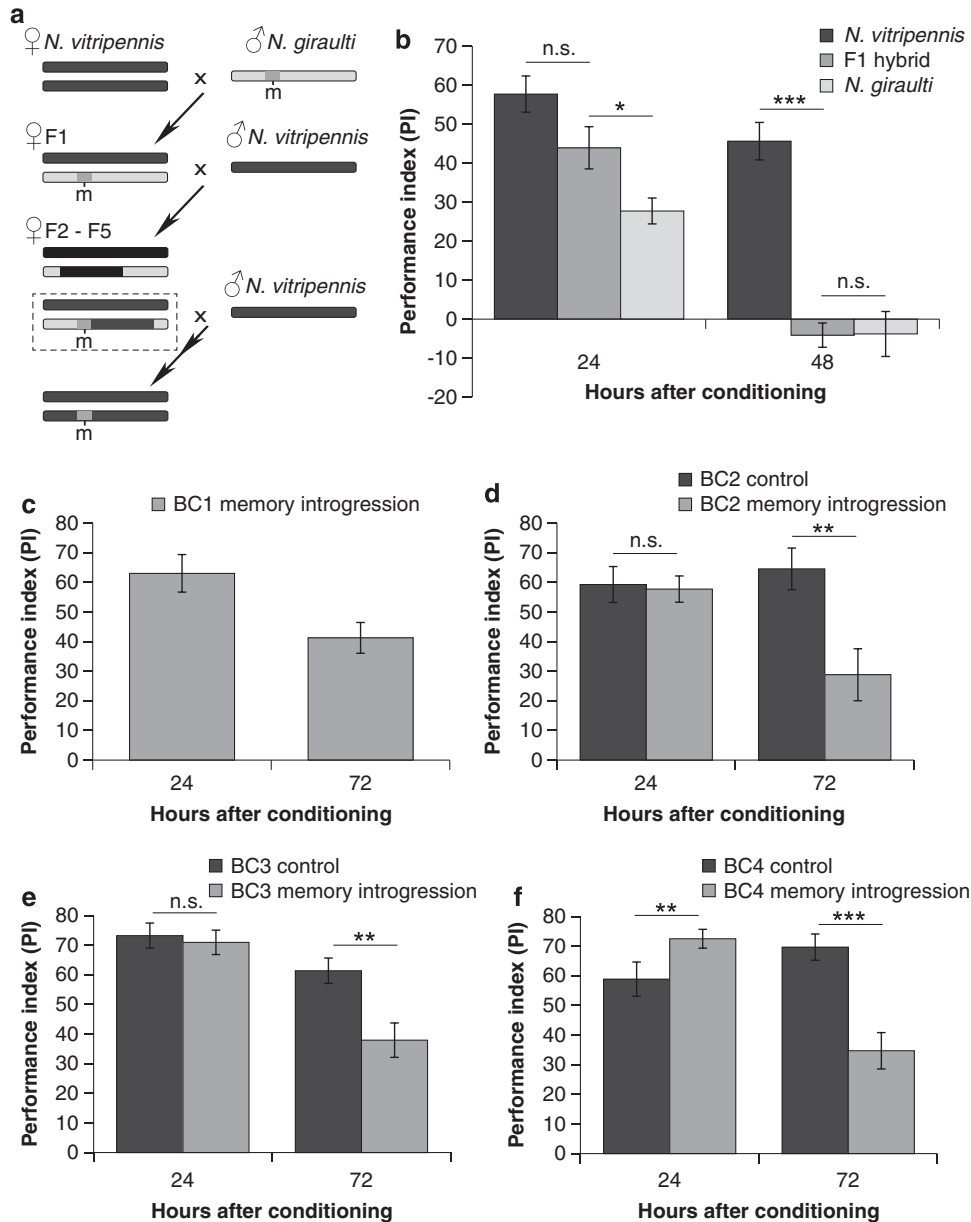 a
♀ N. vitripennis
♂ N. giraulti
x
m
♀ F1
♂ N. vitripennis
x
m
♀ F2 - F5
♂ N. vitripennis
x
m
m
b
Performance index (PI)
70
60
50
40
30
20
10
0
-10
-20
n.s.
*
***
n.s.
N. vitripennis
F1 hybrid
N. giraulti
24
48
Hours after conditioning
c
BC1 memory introgression
Performance index (PI)
80
70
60
50
40
30
20
10
0
24
72
Hours after conditioning
d
BC2 control
BC2 memory introgression
Performance index (PI)
80
70
60
50
40
30
20
10
0
n.s.
**
24
72
Hours after conditioning
e
BC3 control
BC3 memory introgression
Performance index (PI)
80
70
60
50
40
30
20
10
0
n.s.
**
24
72
Hours after conditioning
f
BC4 control
BC4 memory introgression
Performance index (PI)
80
70
60
50
40
30
20
10
0
**
***
24
72
Hours after conditioning